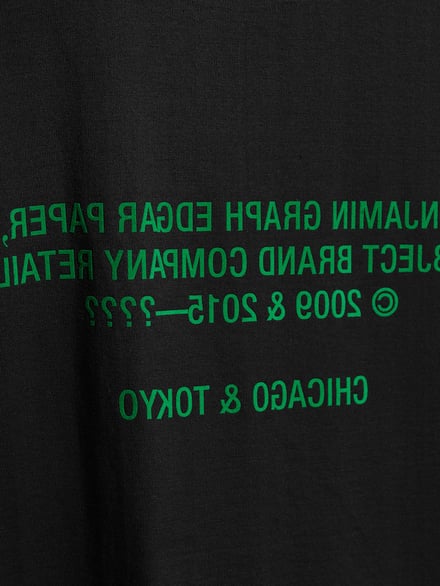 NJAMIN GRAPH EDGAR PAPER,
BJECT BRAND COMPANY RETAIL
© 2009 & 2015—????
CHICAGO & TOKYO